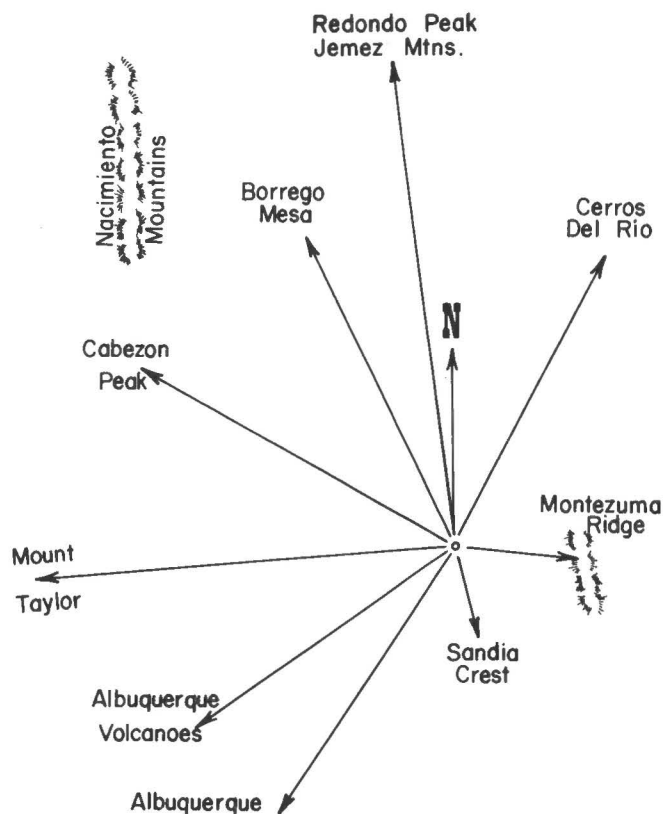 Redondo Peak
Jemez Mtns.
Nacimiento
Mountains
Borrego
Mesa
Cerros
Del Rio
N
Cabezon
Peak
Montezuma
Ridge
Mount
Taylor
Sandia
Crest
Albuquerque
Volcanoes
Albuquerque